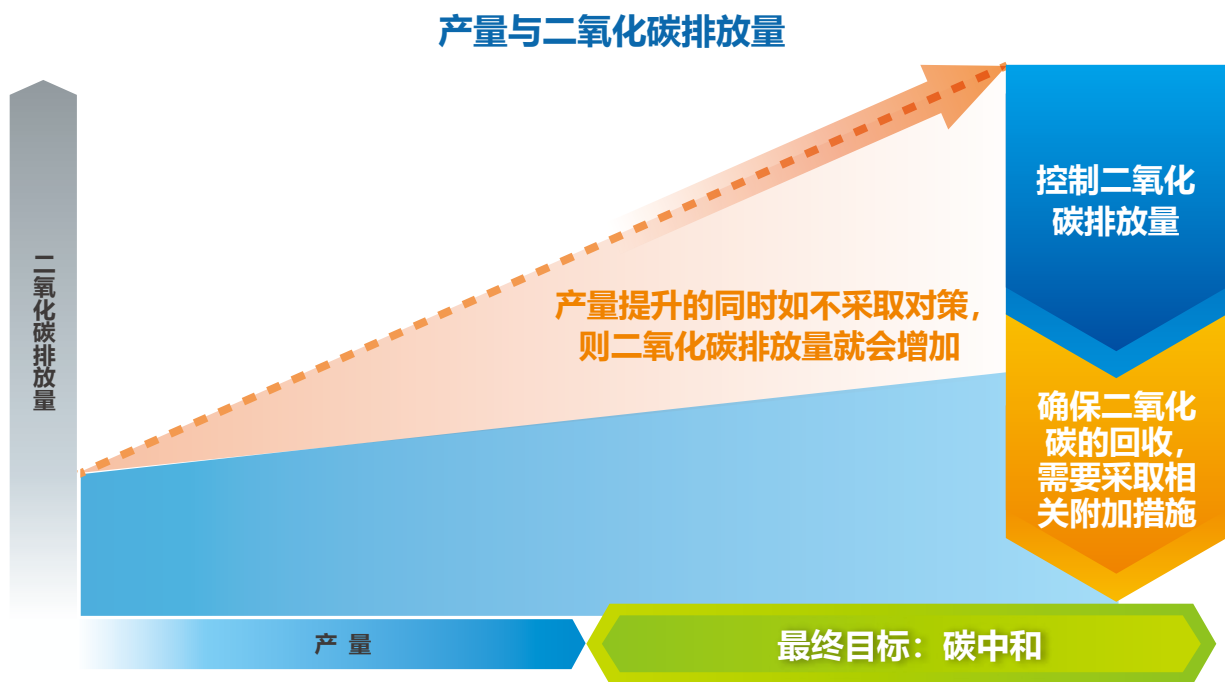 产量与二氧化碳排放量
二氧化碳排放量
控制二氧化
碳排放量
产量提升的同时如不采取对策，
则二氧化碳排放量就会增加
确保二氧化
碳的回收，
需要采取相
关附加措施
产 量
最终目标：碳中和